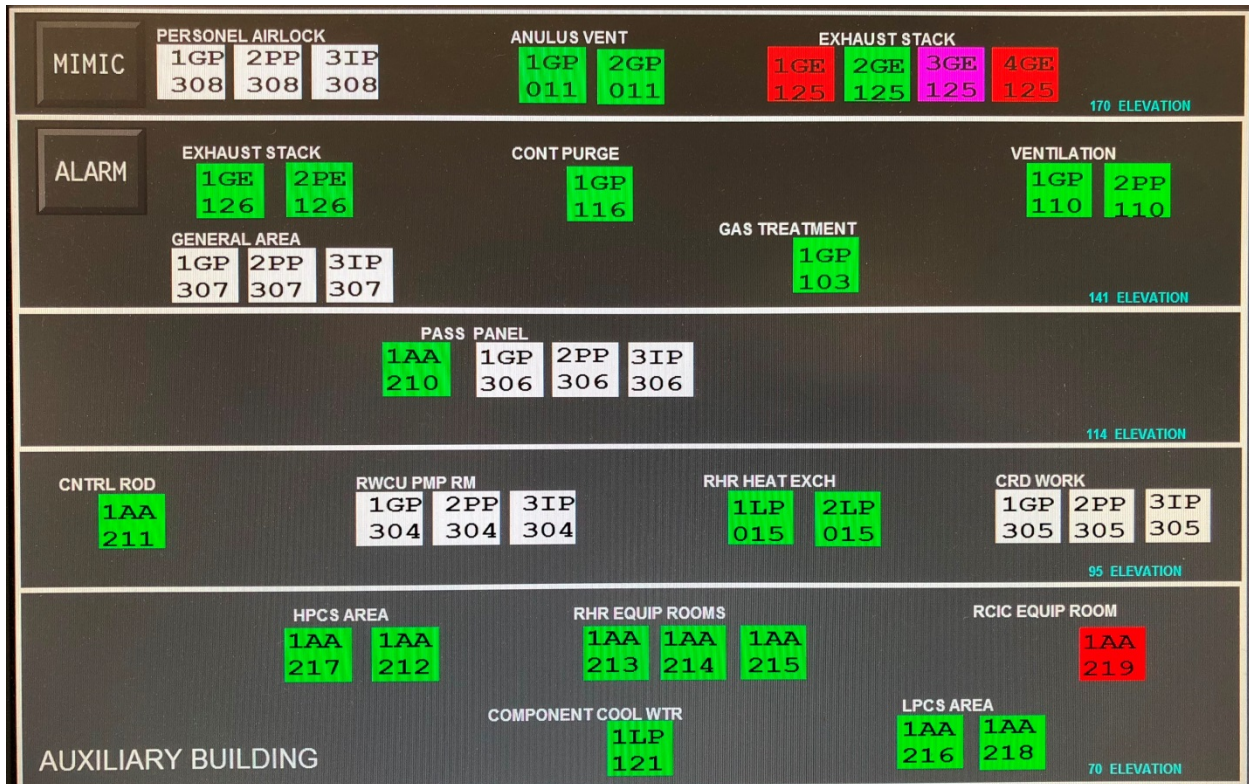 MIMIC
PERSONEL AIRLOCK
1GP 2PP 3IP
308 308 308
ANULUS VENT
1GP 2GP
011 011
EXHAUST STACK
1GE 2GE 3GE 4GE
125 125 125 125
170 ELEVATION
ALARM
EXHAUST STACK
1GE 2PE
126 126
CONT PURGE
1GP
116
VENTILATION
1GP 2PP
110 110
GENERAL AREA
1GP 2PP 3IP
307 307 307
GAS TREATMENT
1GP
103
141 ELEVATION
PASS PANEL
1AA 1GP 2PP 3IP
210 306 306 306
114 ELEVATION
CNTRL ROD
1AA
211
RWCU PMP RM
1GP 2PP 3IP
304 304 304
RHR HEAT EXCH
1LP 2LP
015 015
CRD WORK
1GP 2PP 3IP
305 305 305
95 ELEVATION
HPCS AREA
1AA 1AA
217 212
RHR EQUIP ROOMS
1AA 1AA 1AA
213 214 215
RCIC EQUIP ROOM
1AA
219
COMPONENT COOL WTR
1LP
121
LPCS AREA
1AA 1AA
216 218
AUXILIARY BUILDING
70 ELEVATION